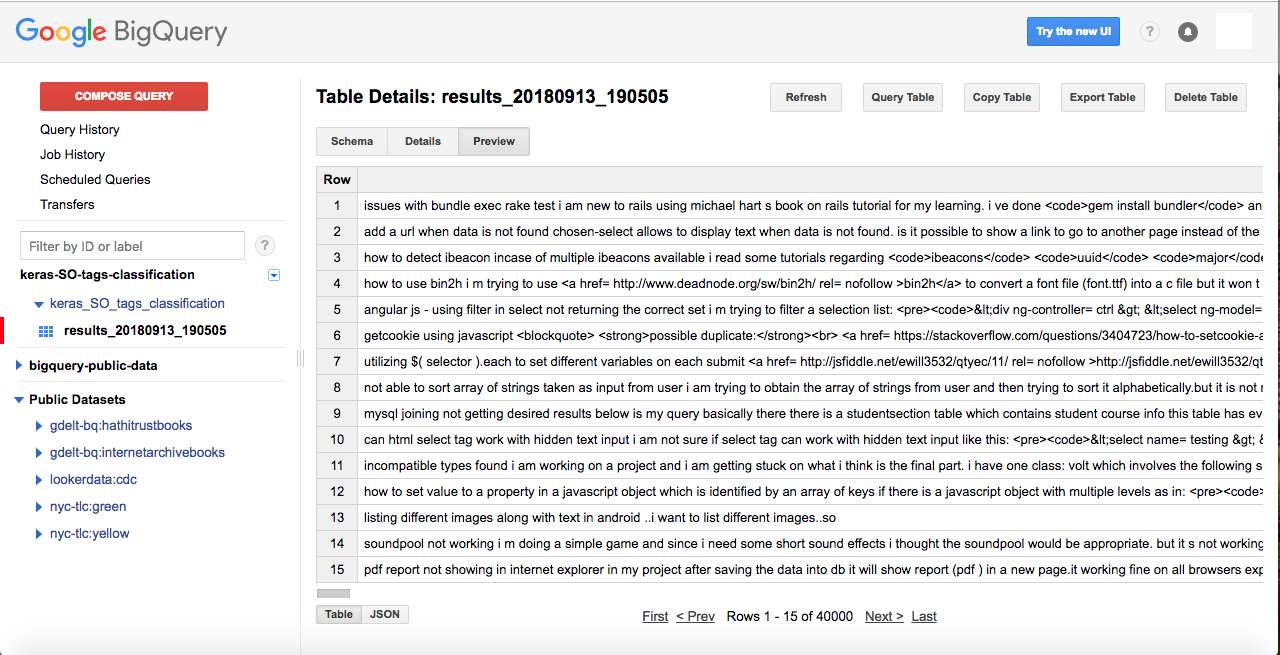 Google BigQuery
Try the new UI
?
COMPOSE QUERY
Query History
Job History
Scheduled Queries
Transfers
Filter by ID or label
?
keras-SO-tags-classification
keras_SO_tags_classification
results_20180913_190505
bigquery-public-data
Public Datasets
gdelt-bq:hathitrustbooks
gdelt-bq:internetarchivebooks
lookerdata:cdc
nyc-tlc:green
nyc-tlc:yellow
Table Details: results_20180913_190505
Refresh
Query Table
Copy Table
Export Table
Delete Table
Schema
Details
Preview
Row
1 issues with bundle exec rake test i am new to rails using michael hart s book on rails tutorial for my learning. i ve done <code>gem install bundler</code> an
2 add a url when data is not found chosen-select allows to display text when data is not found. is it possible to show a link to go to another page instead of the
3 how to detect ibeacon incase of multiple ibeacons available i read some tutorials regarding <code>ibeacons</code> <code>uuid</code> <code>major</code
4 how to use bin2h i m trying to use <a href= http://www.deadnode.org/sw/bin2h/ rel= nofollow >bin2h</a> to convert a font file (font.ttf) into a c file but it won t
5 angular js - using filter in select not returning the correct set i m trying to filter a selection list: <pre><code>&lt;div ng-controller= ctrl &gt; &lt;select ng-model=
6 getcookie using javascript <blockquote> <strong>possible duplicate:</strong><br> <a href= https://stackoverflow.com/questions/3404723/how-to-setcookie-a
7 utilizing $( selector ).each to set different variables on each submit <a href= http://jsfiddle.net/ewill3532/qtyec/11/ rel= nofollow >http://jsfiddle.net/ewill3532/qt
8 not able to sort array of strings taken as input from user i am trying to obtain the array of strings from user and then trying to sort it alphabetically.but it is not
9 mysql joining not getting desired results below is my query basically there there is a studentsection table which contains student course info this table has ev
10 can html select tag work with hidden text input i am not sure if select tag can work with hidden text input like this: <pre><code>&lt;select name= testing &gt; &
11 incompatible types found i am working on a project and i am getting stuck on what i think is the final part. i have one class: volt which involves the following s
12 how to set value to a property in a javascript object which is identified by an array of keys if there is a javascript object with multiple levels as in: <pre><code>
13 listing different images along with text in android ..i want to list different images..so
14 soundpool not working i m doing a simple game and since i need some short sound effects i thought the soundpool would be appropriate. but it s not working
15 pdf report not showing in internet explorer in my project after saving the data into db it will show report (pdf ) in a new page.it working fine on all browsers exp
Table
JSON
First < Prev Rows 1 - 15 of 40000 Next > Last